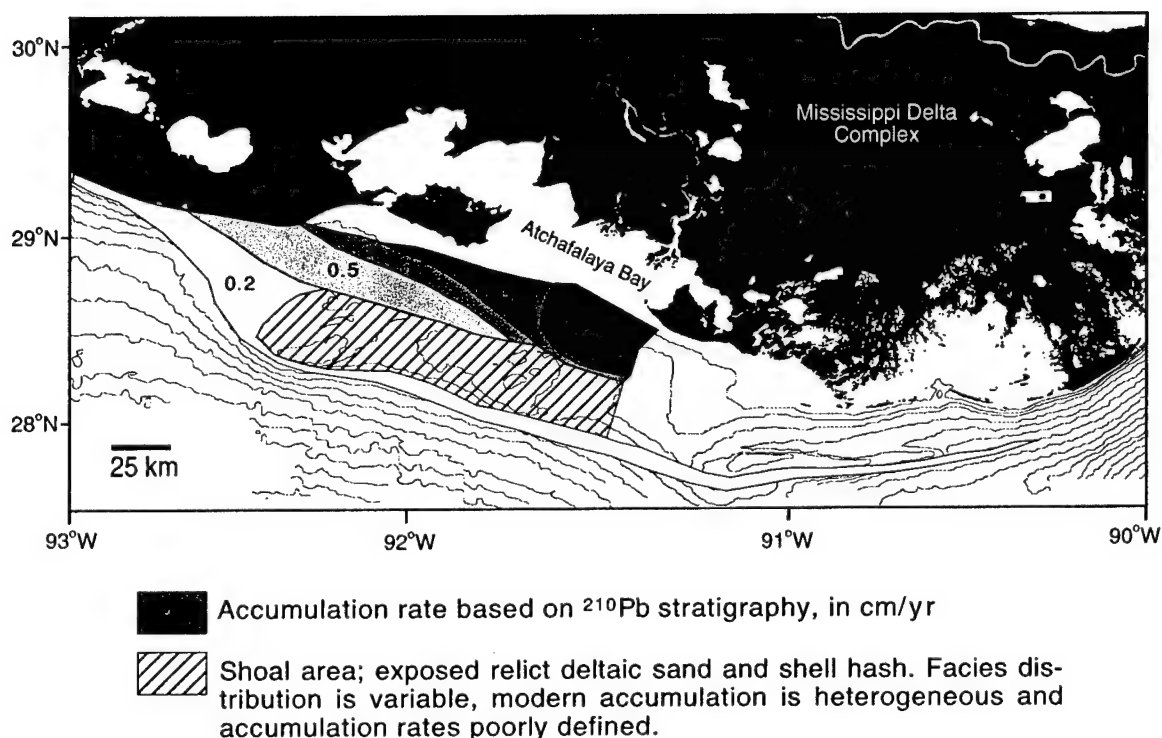 30°N
Mississippi Delta
Complex
29°N
Atchafalaya Bay
0.5
0.2
28°N
25 km
93°W
92°W
91°W
90°W
Accumulation rate based on ²¹⁰Pb stratigraphy, in cm/yr
Shoal area; exposed relict deltaic sand and shell hash. Facies dis-
tribution is variable, modern accumulation is heterogeneous and
accumulation rates poorly defined.